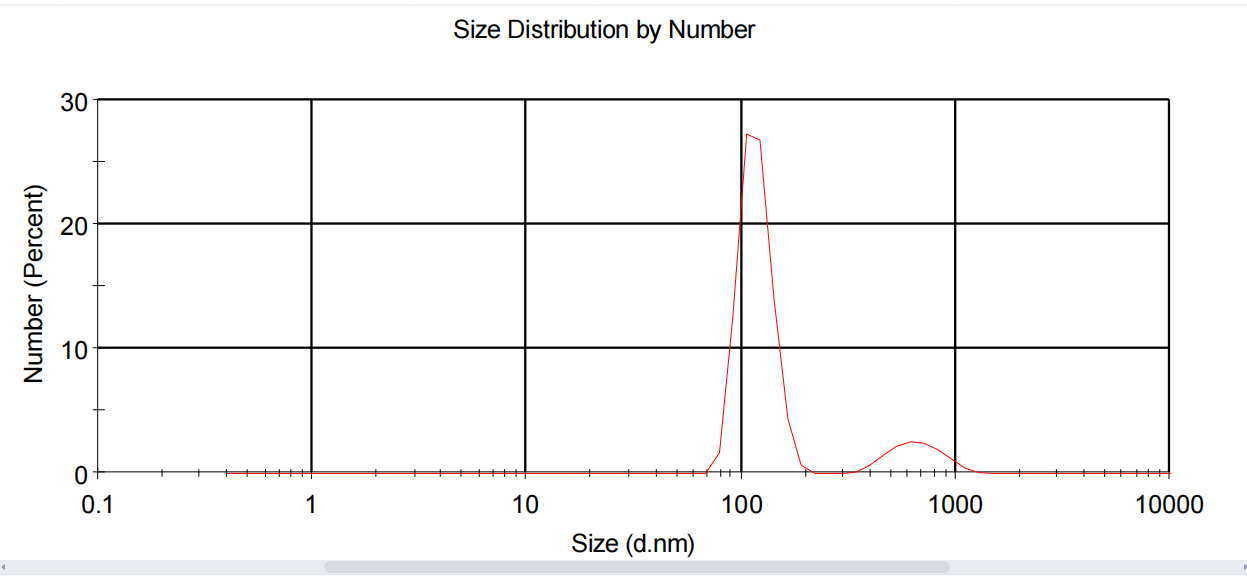 Size Distribution by Number
30
20
10
0
Number (Percent)
0.1 1 10 100 1000 10000
Size (d.nm)